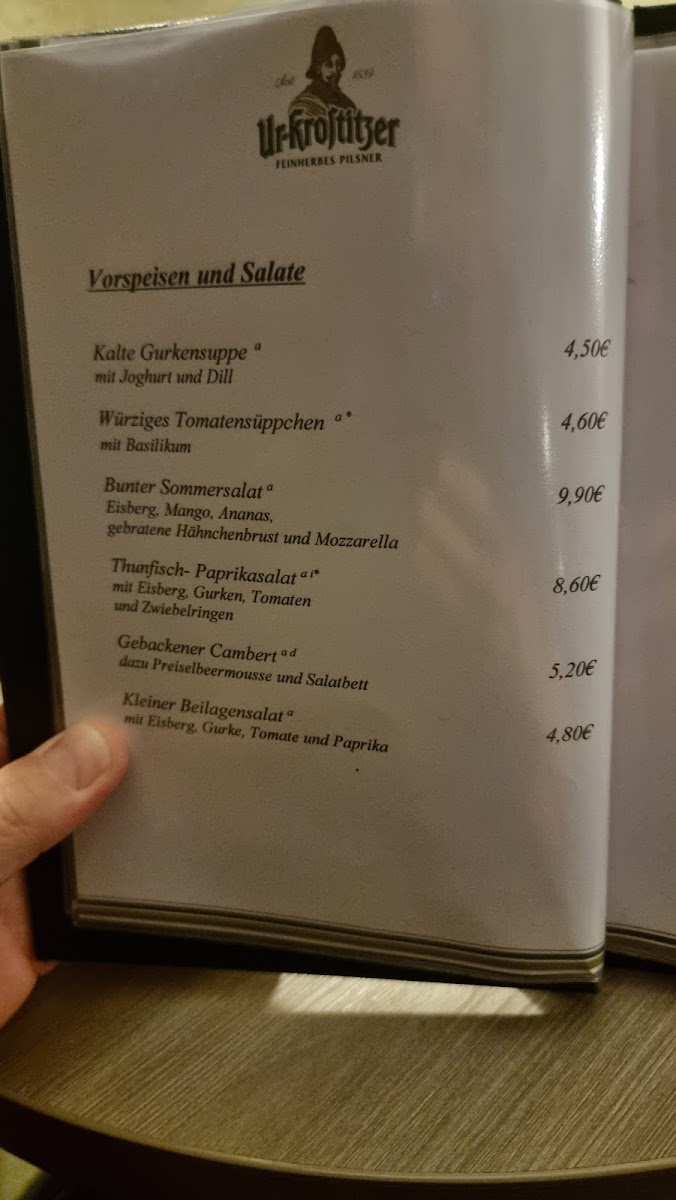 Seit 1534
Ur-Krostitzer
FEINHERBES PILSNER
Vorspeisen und Salate
Kalte Gurkensuppe a 4,50€
mit Joghurt und Dill
Würziges Tomatensüppchen a * 4,60€
mit Basilikum
Bunter Sommersalat a 9,90€
Eisberg, Mango, Ananas,
gebratene Hähnchenbrust und Mozzarella
Thunfisch- Paprikasalat a i* 8,60€
mit Eisberg, Gurken, Tomaten
und Zwiebelringen
Gebackener Cambert a d 5,20€
dazu Preiselbeermousse und Salatbett
Kleiner Beilagensalat a 4,80€
mit Eisberg, Gurke, Tomate und Paprika